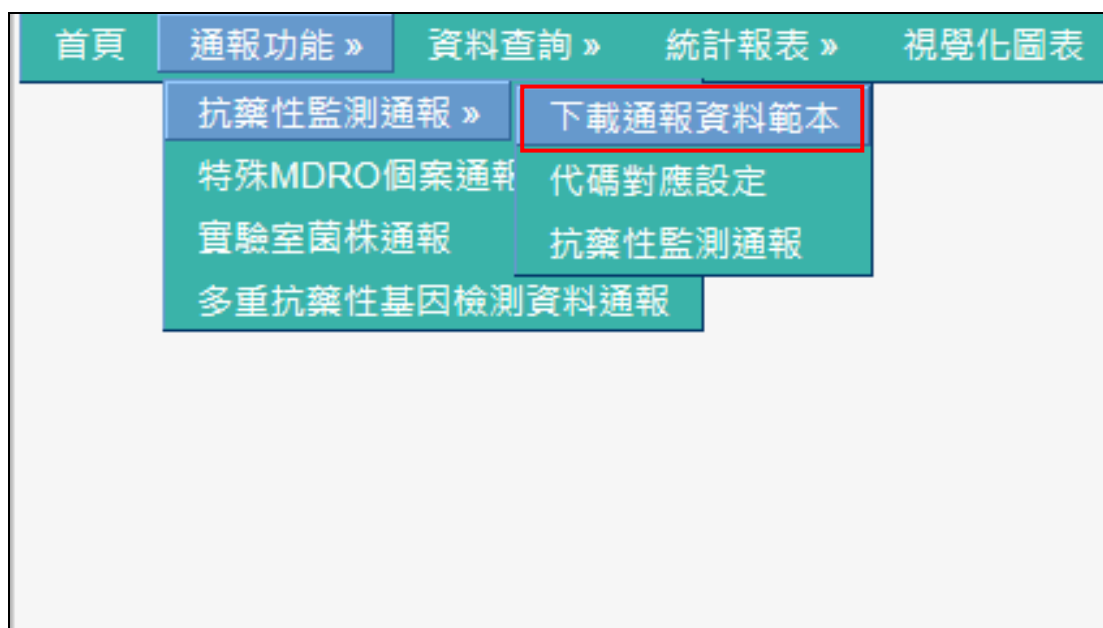 首頁 通報功能 » 資料查詢 » 統計報表 » 視覺化圖表
抗藥性監測通報 » 下載通報資料範本
特殊MDRO個案通報 代碼對應設定
實驗室菌株通報 抗藥性監測通報
多重抗藥性基因檢測資料通報